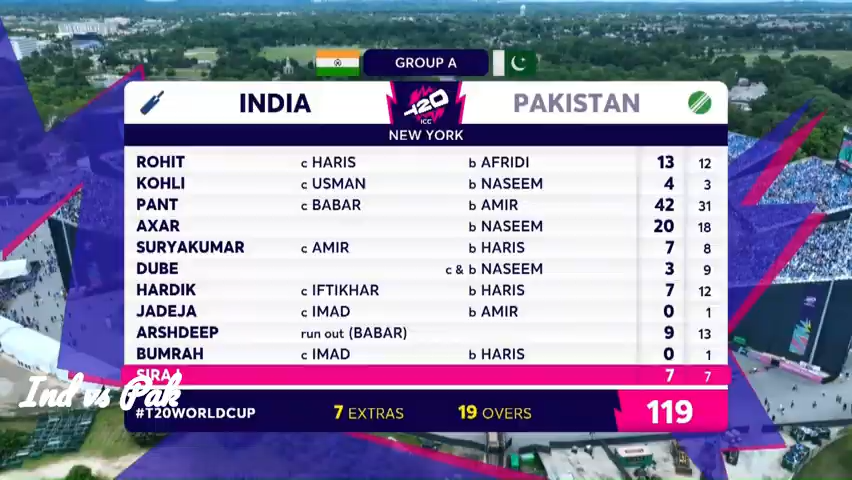 GROUP A
INDIA
T20
ICC
PAKISTAN
NEW YORK
ROHIT c HARIS b AFRIDI 13 12
KOHLI c USMAN b NASEEM 4 3
PANT c BABAR b AMIR 42 31
AXAR b NASEEM 20 18
SURYAKUMAR c AMIR b HARIS 7 8
DUBE c & b NASEEM 3 9
HARDIK c IFTIKHAR b HARIS 7 12
JADEJA c IMAD b AMIR 0 1
ARSHDEEP run out (BABAR) 9 13
BUMRAH c IMAD b HARIS 0 1
SIRAJ 7 7
Ind vs Pak
#T20WORLDCUP 7 EXTRAS 19 OVERS 119